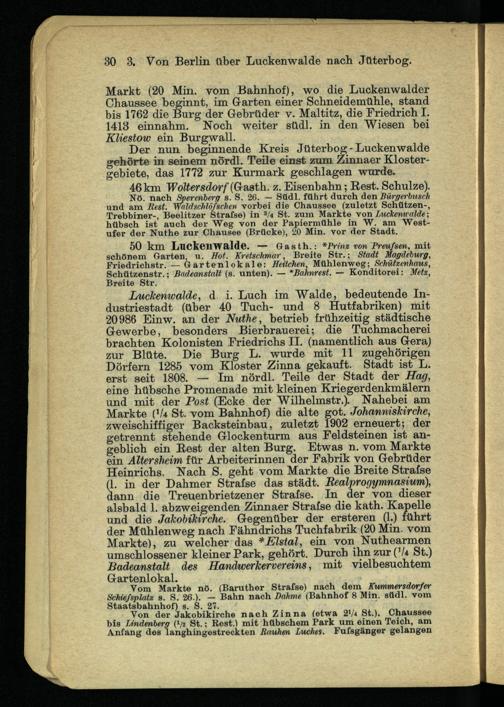 30 3. Von Berlin über Luckenwalde nach Jüterbog.
Markt (20 Min. vom Bahnhof), wo die Luckenwalder
Chaussee beginnt, im Garten einer Schneidemühle, stand
bis 1762 die Burg der Gebrüder v. Maltitz, die Friedrich I.
1413 einnahm. Noch weiter südl. in den Wiesen bei
Kliestow ein Burgwall.
Der nun beginnende Kreis Jüterbog-Luckenwalde
gehörte in seinem nördl. Teile einst zum Zinnaer Kloster-
gebiete, das 1772 zur Kurmark geschlagen wurde.
46 km Woltersdorf (Gasth. z. Eisenbahn; Rest. Schulze).
Nö. nach Sperenberg s. S. 26. — Südl. führt durch den Bürgerbusch
und am Rest. Waldschlößchen vorbei die Chaussee (zuletzt Schützen-,
Trebbiner-, Beelitzer Straße) in ³/₄ St. zum Markte von Luckenwalde;
hübsch ist auch der Weg von der Papiermühle in W. am West-
ufer der Nuthe zur Chausee (Brücke), 20 Min. vor der Stadt.
50 km Luckenwalde. — Gasth.: *Prinz von Preußen, mit
schönem Garten, u. Hot. Kretschmar, Breite Str.; Stadt Magdeburg,
Friedrichstr. — Gartenlokale: Heitchen, Mühlenweg; Schützenhaus,
Schützenstr.; Badeanstalt (s. unten). — *Bahnrest. — Konditorei: Metz,
Breite Str.
Luckenwalde, d i. Luch im Walde, bedeutende In-
dustriestadt (über 40 Tuch- und 8 Hutfabriken) mit
20 986 Einw. an der Nuthe, betrieb frühzeitig städtische
Gewerbe, besonders Bierbrauerei; die Tuchmacherei
brachten Kolonisten Friedrichs II. (namentlich aus Gera)
zur Blüte. Die Burg L. wurde mit 11 zugehörigen
Dörfern 1285 vom Kloster Zinna gekauft. Stadt ist L.
erst seit 1808. — Im nördl. Teile der Stadt der Hag,
eine hübsche Promenade mit kleinen Kriegerdenkmälern
und mit der Post (Ecke der Wilhelmstr.). Nahebei am
Markte (¹/₄ St. vom Bahnhof) die alte got. Johanniskirche,
zweischiffiger Backsteinbau, zuletzt 1902 erneuert; der
getrennt stehende Glockenturm aus Feldsteinen ist an-
geblich ein Rest der alten Burg. Etwas n. vom Markte
ein Altersheim für Arbeiterinnen der Fabrik von Gebrüder
Heinrichs. Nach S. geht vom Markte die Breite Straße
(l. in der Dahmer Straße das städt. Realprogymnasium),
dann die Treuenbrietzener Straße. In der von dieser
alsbald l. abzweigenden Zinnaer Straße die kath. Kapelle
und die Jakobikirche. Gegenüber der ersteren (l.) führt
der Mühlenweg nach Fähndrichs Tuchfabrik (20 Min. vom
Markte), zu welcher das *Elstal, ein von Nuthearmen
umschlossener kleiner Park, gehört. Durch ihn zur (¹/₄ St.)
Badeanstalt des Handwerkervereins, mit vielbesuchtem
Gartenlokal.
Vom Markte nö. (Baruther Straße) nach dem Kummersdorfer
Schießplatz s. S. 26.). — Bahn nach Dahme (Bahnhof 8 Min. südl. vom
Staatsbahnhof) s. S. 27.
Von der Jakobikirche nach Zinna (etwa 2¹/₄ St.). Chaussee
bis Lindenberg (¹/₂ St.; Rest.) mit hübschem Park um einen Teich, am
Anfang des langhingestreckten Rauhen Luches. Fußgänger gelangen